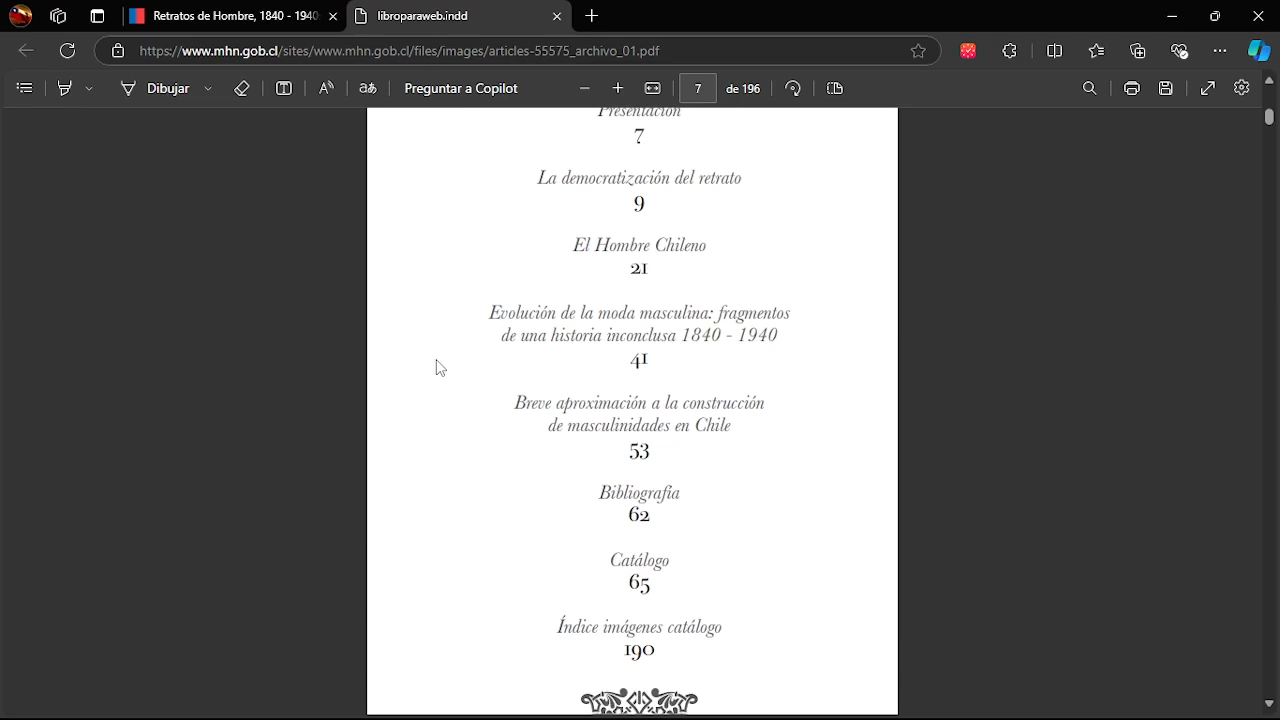 Retratos de Hombre, 1840 - 1940
libroparaweb.indd
https://www.mhn.gob.cl/sites/www.mhn.gob.cl/files/images/articles-55575_archivo_01.pdf
Dibujar
aあ
Preguntar a Copilot
7
de 196
Presentación
7
La democratización del retrato
9
El Hombre Chileno
21
Evolución de la moda masculina: fragmentos
de una historia inconclusa 1840 - 1940
41
Breve aproximación a la construcción
de masculinidades en Chile
53
Bibliografía
62
Catálogo
65
Índice imágenes catálogo
190